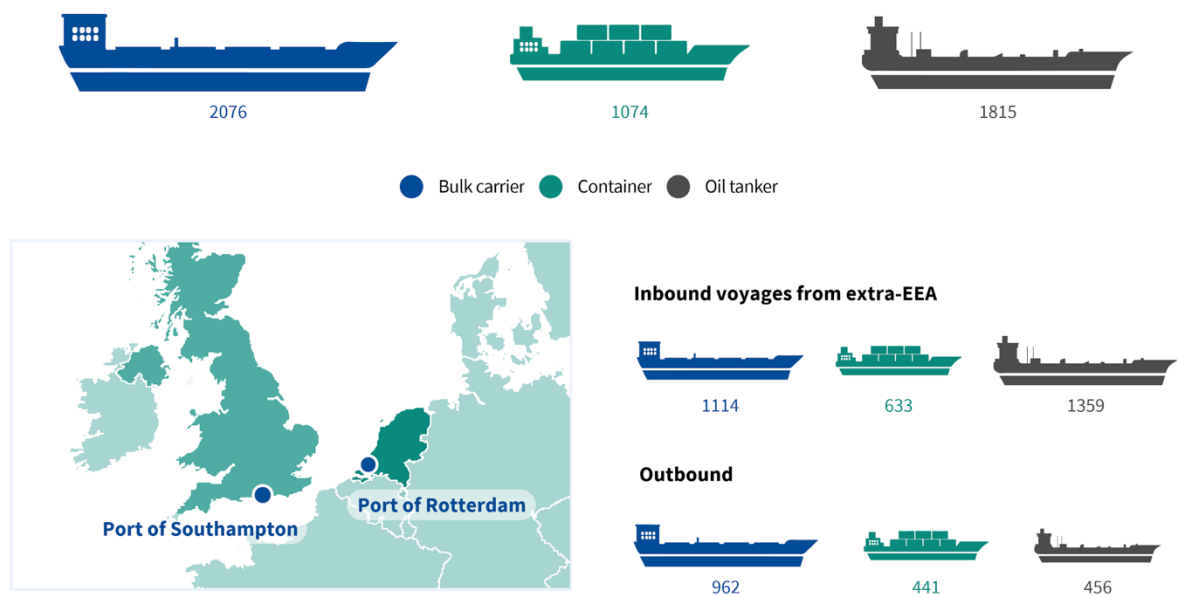 2076
1074
1815
Bulk carrier
Container
Oil tanker
Port of Southampton
Port of Rotterdam
Inbound voyages from extra-EEA
1114
633
1359
Outbound
962
441
456